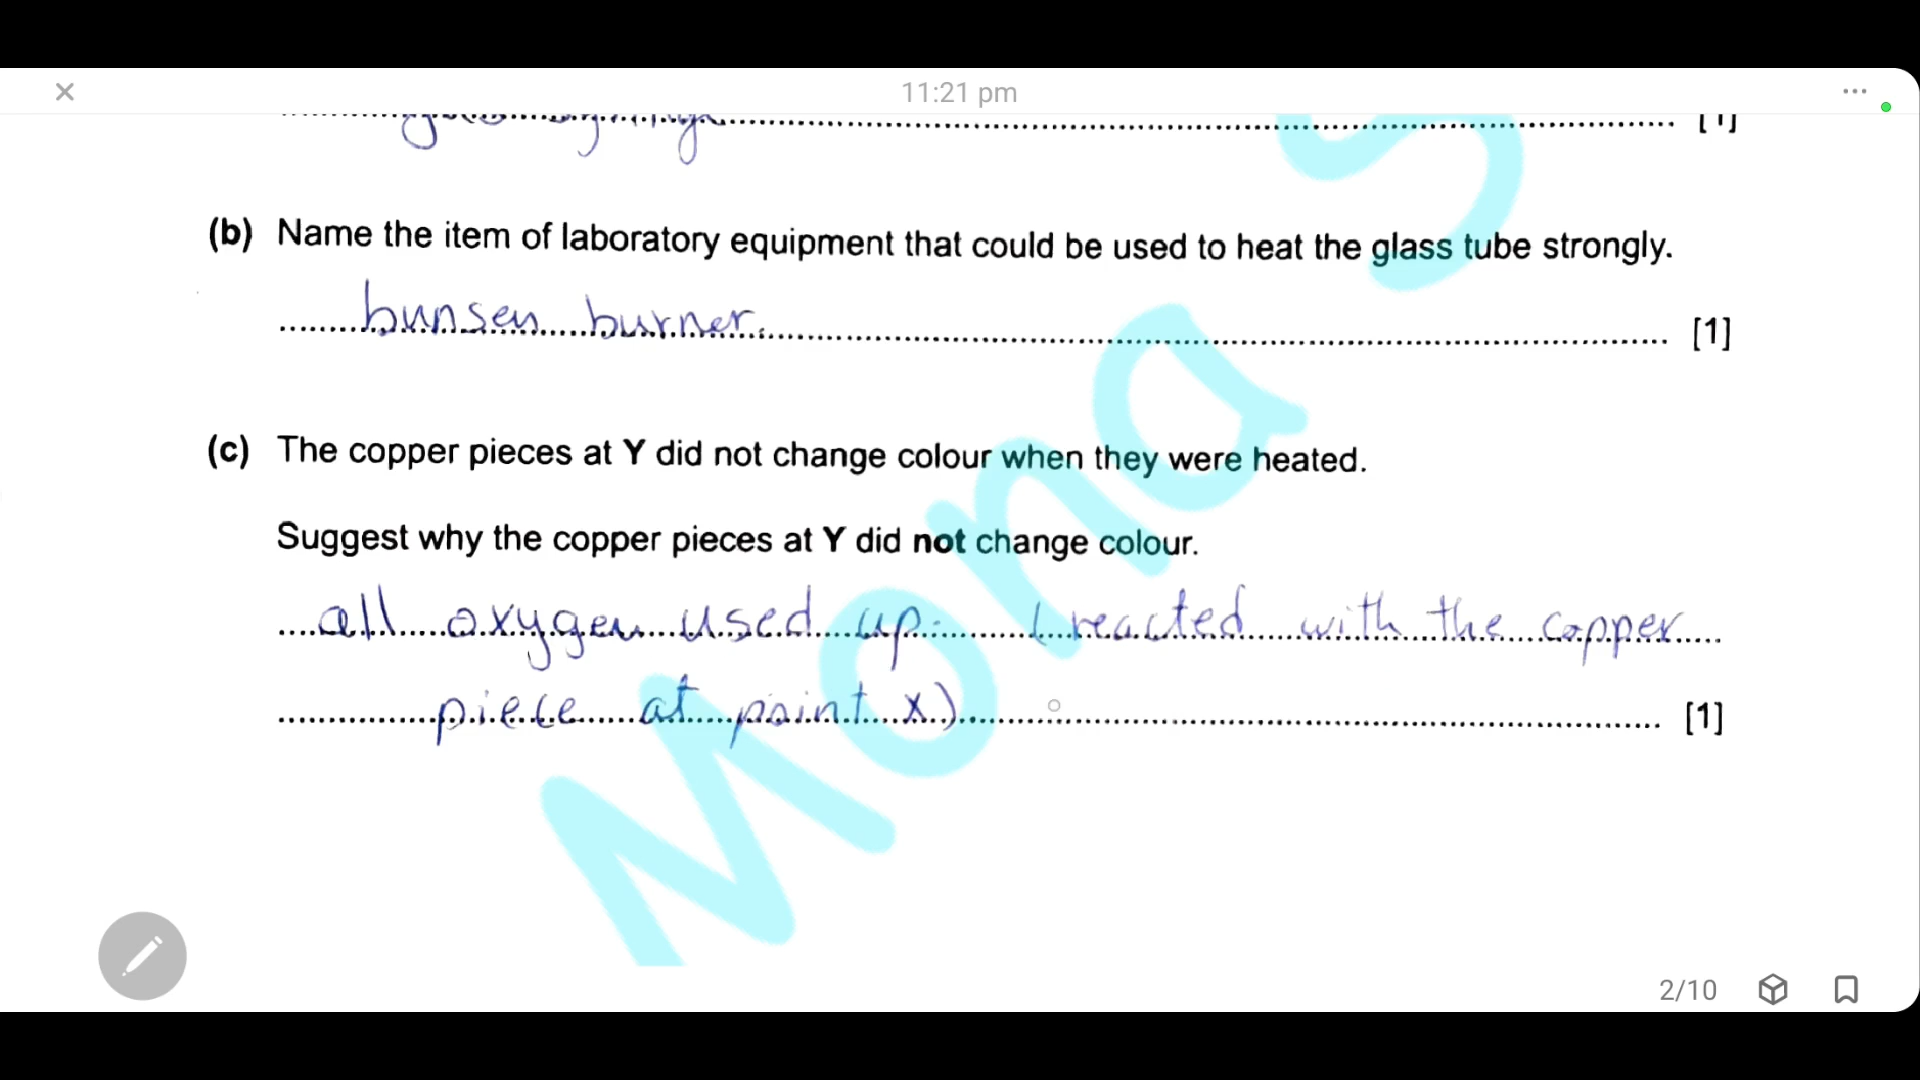 11:21 pm
[1]
(b) Name the item of laboratory equipment that could be used to heat the glass tube strongly.
bunsen burner. [1]
(c) The copper pieces at Y did not change colour when they were heated.
Suggest why the copper pieces at Y did not change colour.
all oxygen used up. (reacted with the copper
piece at point x) [1]
Mona S
2/10